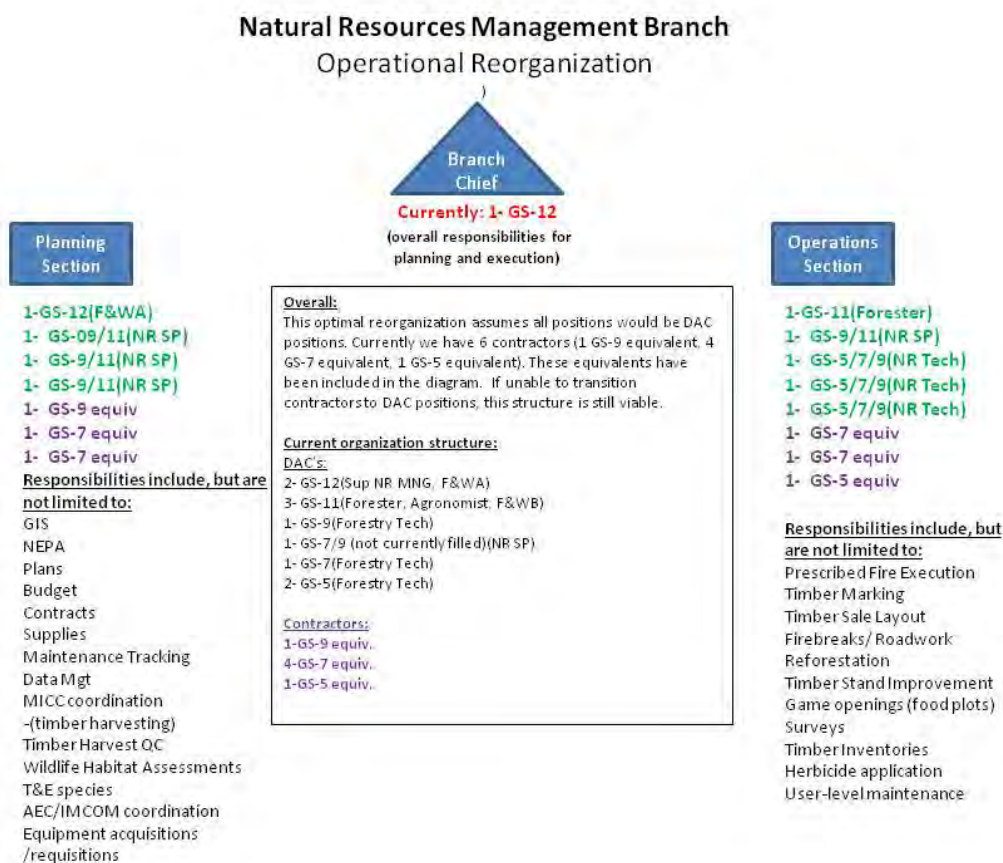 Natural Resources Management Branch
Operational Reorganization
)
Branch
Chief
Currently: 1- GS-12
(overall responsibilities for
planning and execution)
Planning
Section
1-GS-12(F&WA)
1- GS-09/11(NR SP)
1- GS-9/11(NR SP)
1- GS-9/11(NR SP)
1- GS-9 equiv
1- GS-7 equiv
1- GS-7 equiv
Responsibilities include, but are
not limited to:
GIS
NEPA
Plans
Budget
Contracts
Supplies
Maintenance Tracking
Data Mgt
MICC coordination
-(timber harvesting)
Timber Harvest QC
Wildlife Habitat Assessments
T&E species
AEC/IMCOM coordination
Equipment acquisitions
/requisitions
Overall:
This optimal reorganization assumes all positions would be DAC
positions. Currently we have 6 contractors (1 GS-9 equivalent, 4
GS-7 equivalent, 1 GS-5 equivalent). These equivalents have
been included in the diagram. If unable to transition
contractors to DAC positions, this structure is still viable.
Current organization structure:
DAC's:
2- GS-12(Sup NR MNG, F&WA)
3- GS-11(Forester, Agronomist, F&WB)
1- GS-9(Forestry Tech)
1- GS-7/9 (not currently filled)(NR SP)
1- GS-7(Forestry Tech)
2- GS-5(Forestry Tech)
Contractors:
1-GS-9 equiv.
4-GS-7 equiv.
1-GS-5 equiv.
Operations
Section
1-GS-11(Forester)
1- GS-9/11(NR SP)
1- GS-5/7/9(NR Tech)
1- GS-5/7/9(NR Tech)
1- GS-5/7/9(NR Tech)
1- GS-7 equiv
1- GS-7 equiv
1- GS-5 equiv
Responsibilities include, but
are not limited to:
Prescribed Fire Execution
Timber Marking
Timber Sale Layout
Firebreaks/ Roadwork
Reforestation
Timber Stand Improvement
Game openings (food plots)
Surveys
Timber Inventories
Herbicide application
User-level maintenance